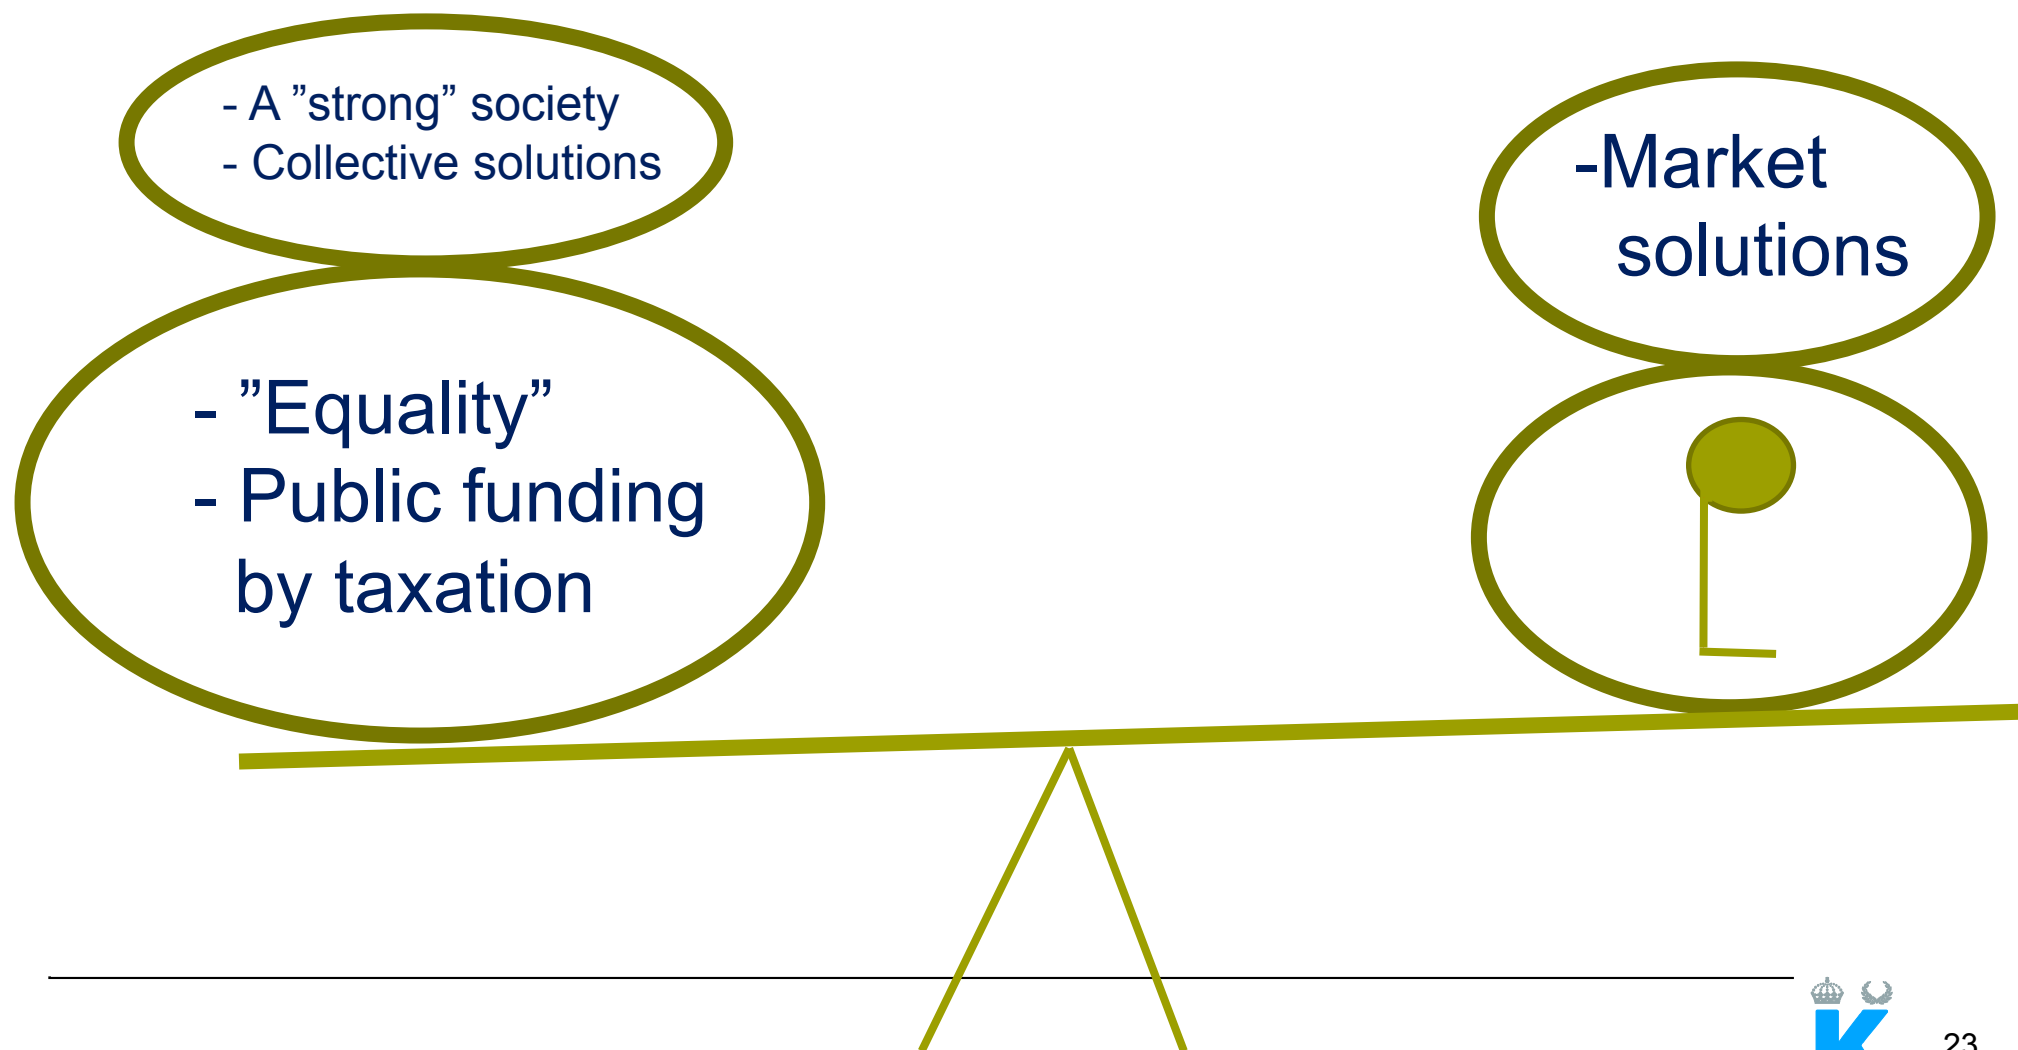 - A ”strong” society
- Collective solutions
-Market
solutions
- ”Equality”
- Public funding
by taxation
K
23